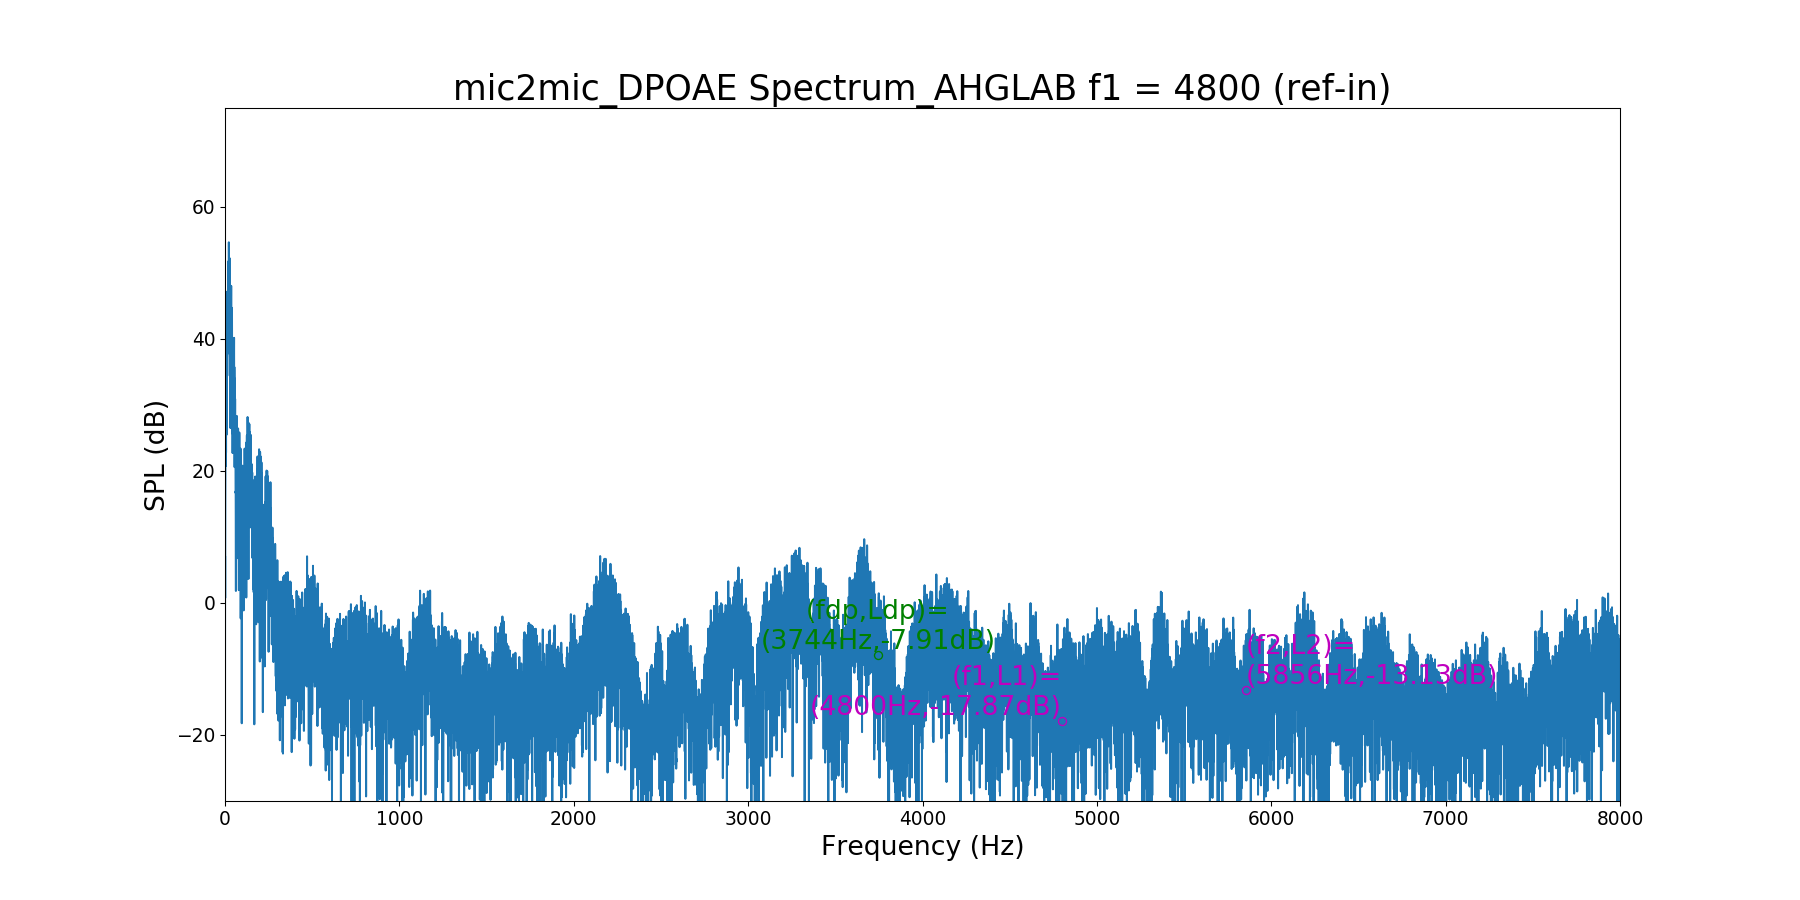 mic2mic_DPOAE Spectrum_AHGLAB f1 = 4800 (ref-in)
60
40
20
0
−20
SPL (dB)
(fdp,Ldp)=
(3744Hz,-7.91dB)
(f1,L1)=
(4800Hz,-17.87dB)
(f2,L2)=
(5856Hz,-13.13dB)
0 1000 2000 3000 4000 5000 6000 7000 8000
Frequency (Hz)